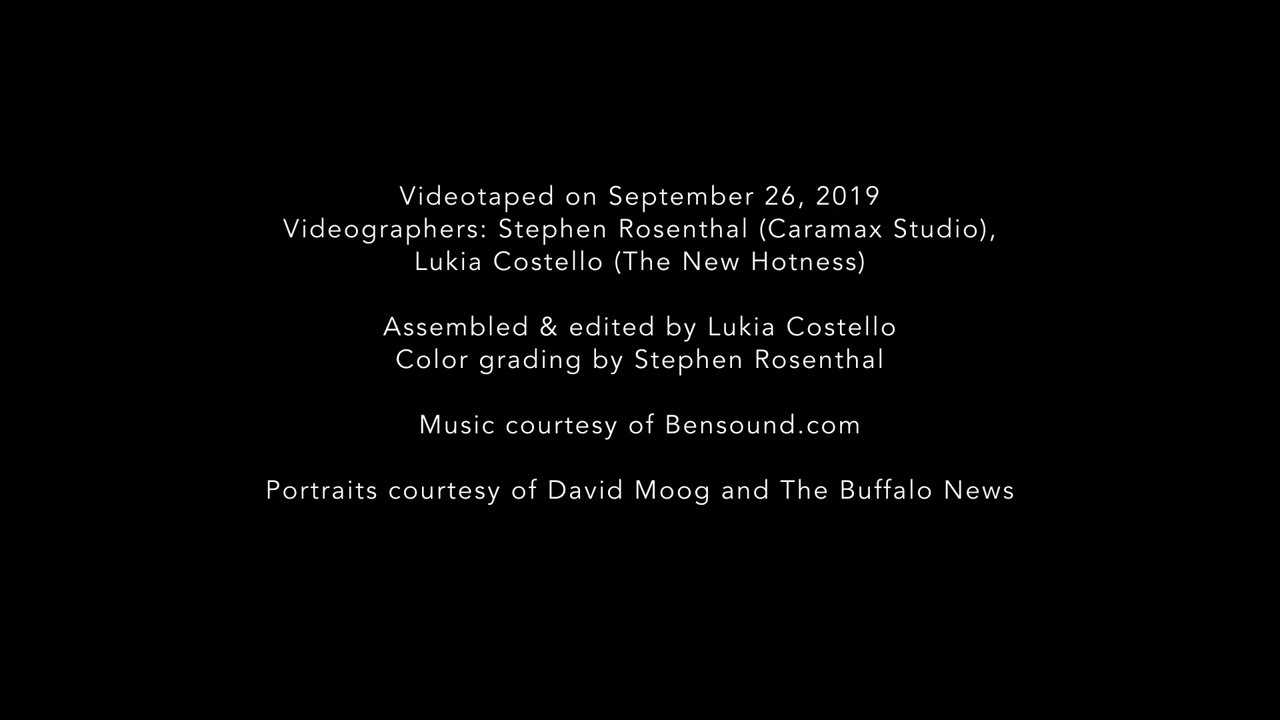 Videotaped on September 26, 2019
Videographers: Stephen Rosenthal (Caramax Studio),
Lukia Costello (The New Hotness)
Assembled & edited by Lukia Costello
Color grading by Stephen Rosenthal
Music courtesy of Bensound.com
Portraits courtesy of David Moog and The Buffalo News